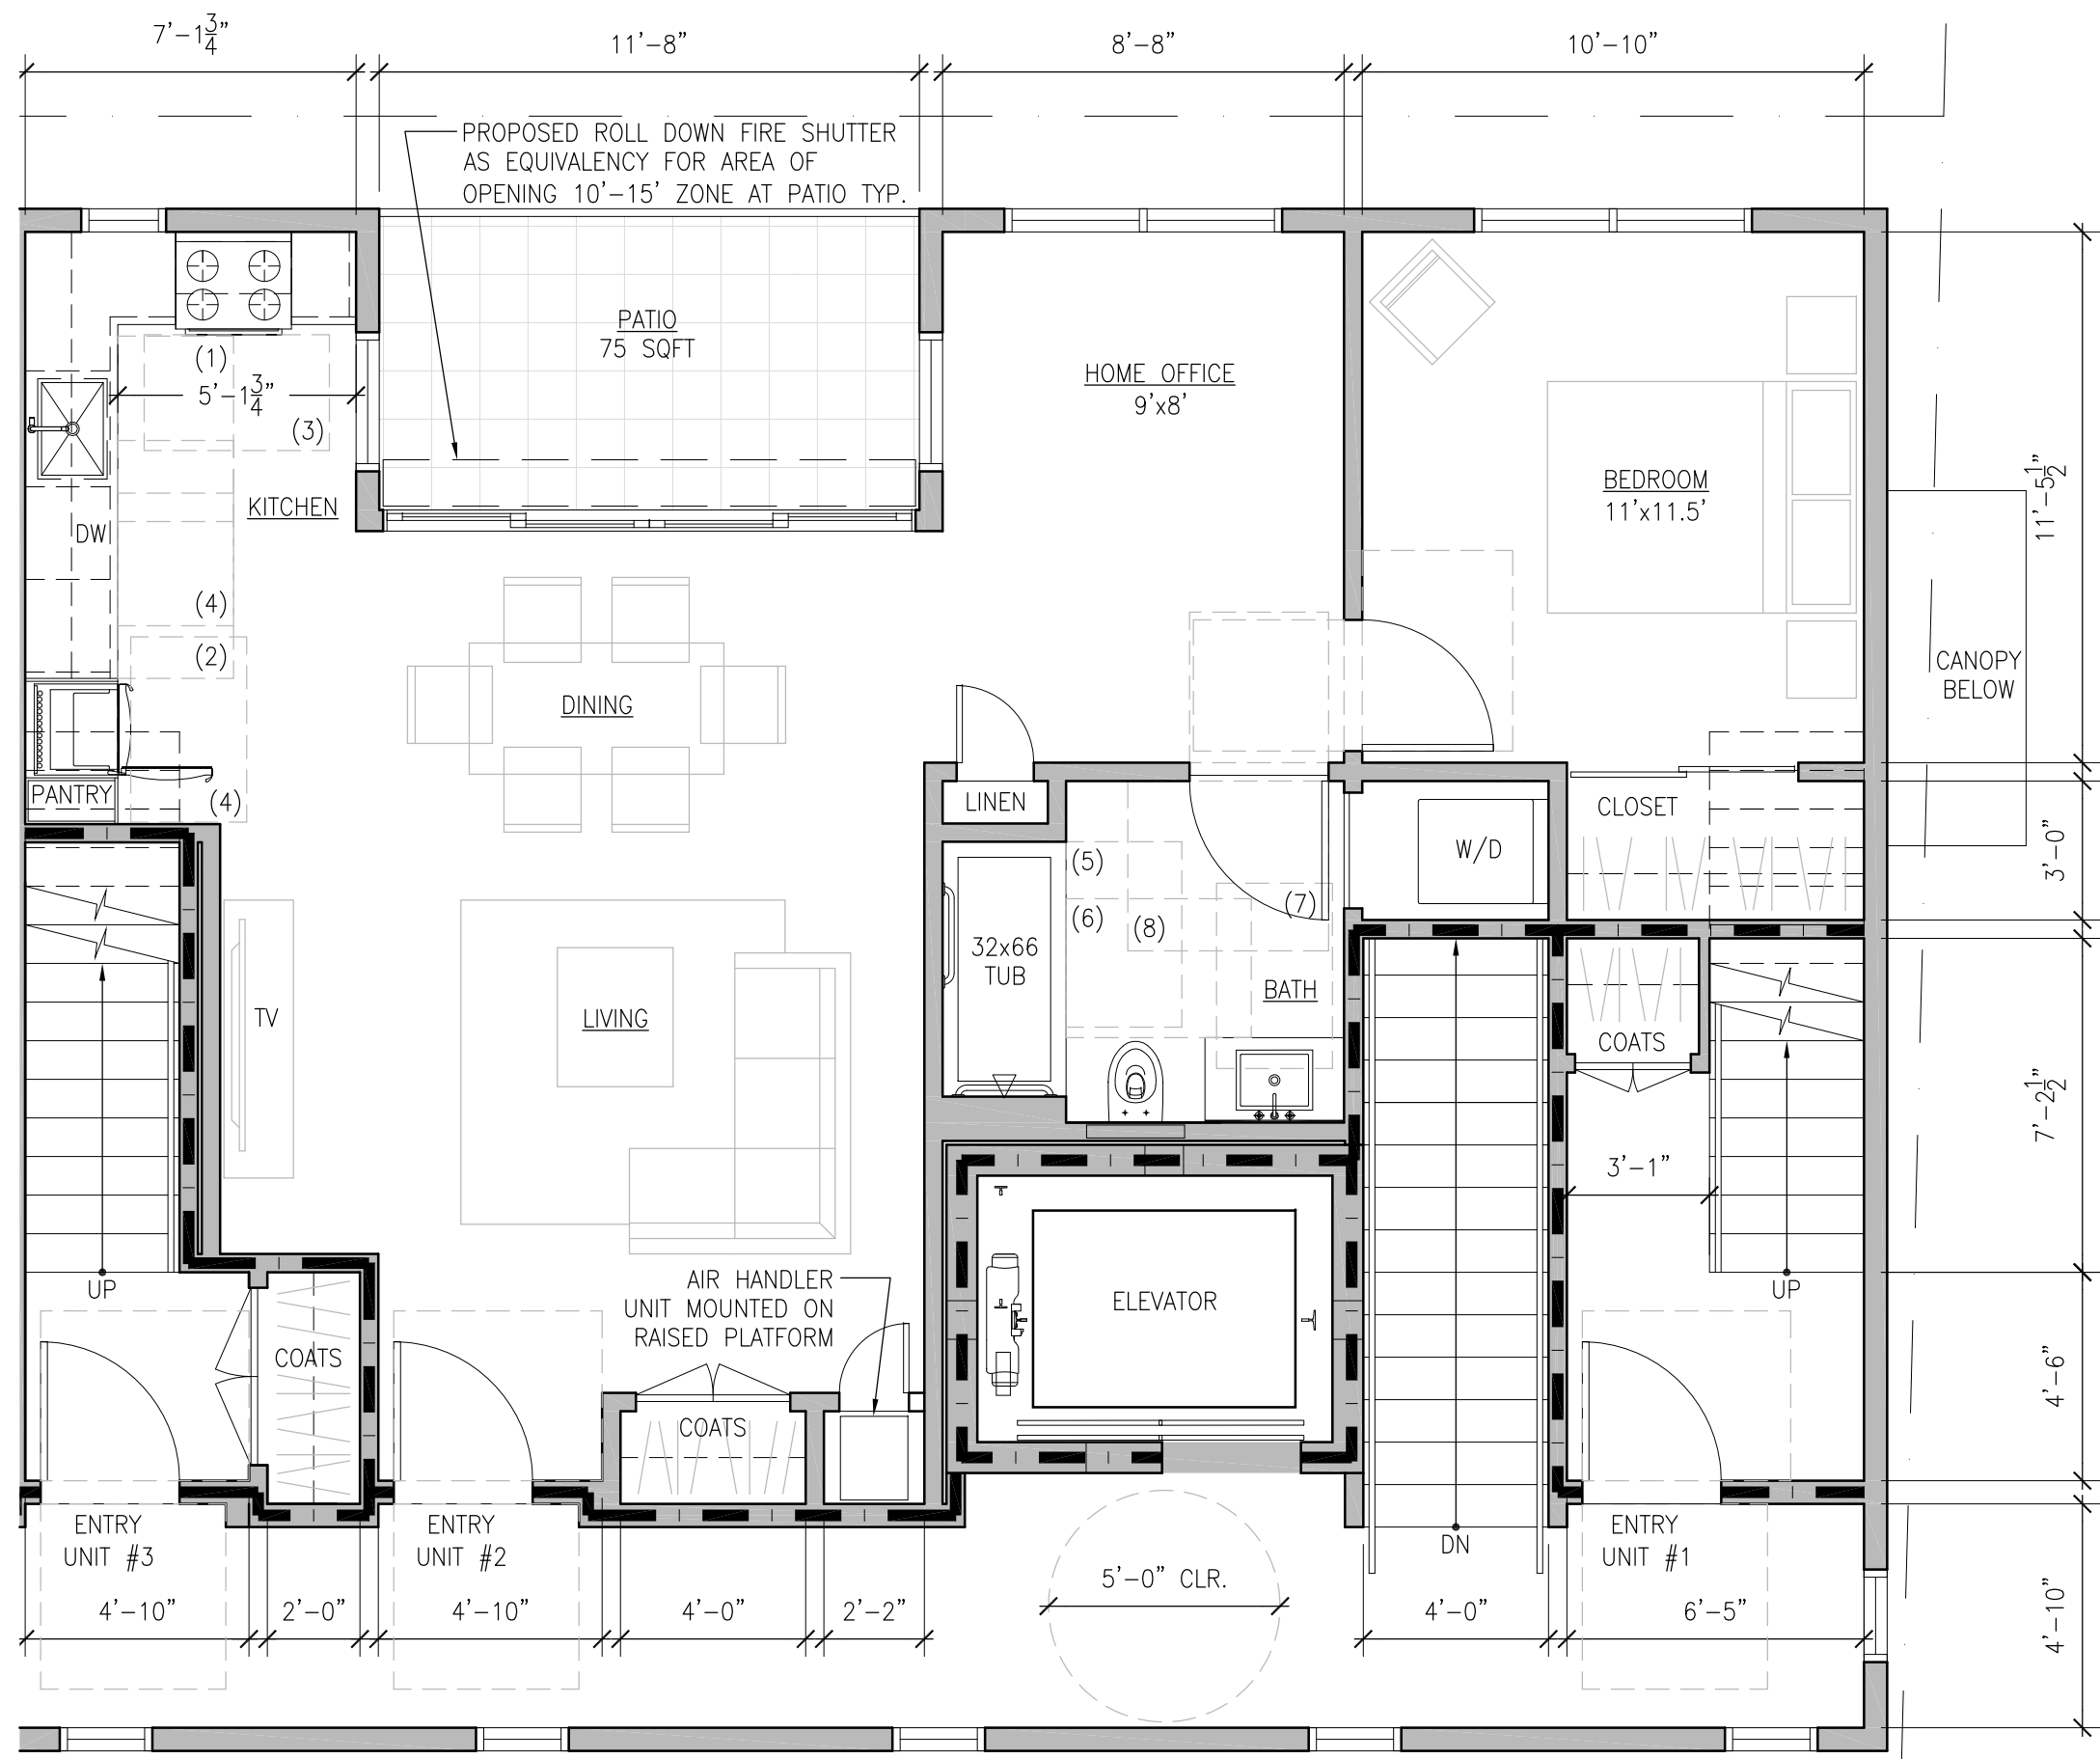 7'-1 3/4"
11'-8"
8'-8"
10'-10"
PROPOSED ROLL DOWN FIRE SHUTTER
AS EQUIVALENCY FOR AREA OF
OPENING 10'-15' ZONE AT PATIO TYP.
PATIO
75 SQFT
(1)
5'-1 3/4"
(3)
HOME OFFICE
9'x8'
BEDROOM
11'x11.5'
11'-5 1/2"
KITCHEN
DW
(4)
(2)
CANOPY
BELOW
DINING
PANTRY
(4)
LINEN
CLOSET
W/D
3'-0"
(5)
(6)
(7)
(8)
32x66
TUB
BATH
TV
LIVING
COATS
7'-2 1/2"
3'-1"
UP
AIR HANDLER
UNIT MOUNTED ON
RAISED PLATFORM
ELEVATOR
UP
COATS
4'-6"
COATS
ENTRY
UNIT #3
ENTRY
UNIT #2
DN
ENTRY
UNIT #1
5'-0" CLR.
4'-10"
2'-0"
4'-10"
4'-0"
2'-2"
4'-0"
6'-5"
4'-10"